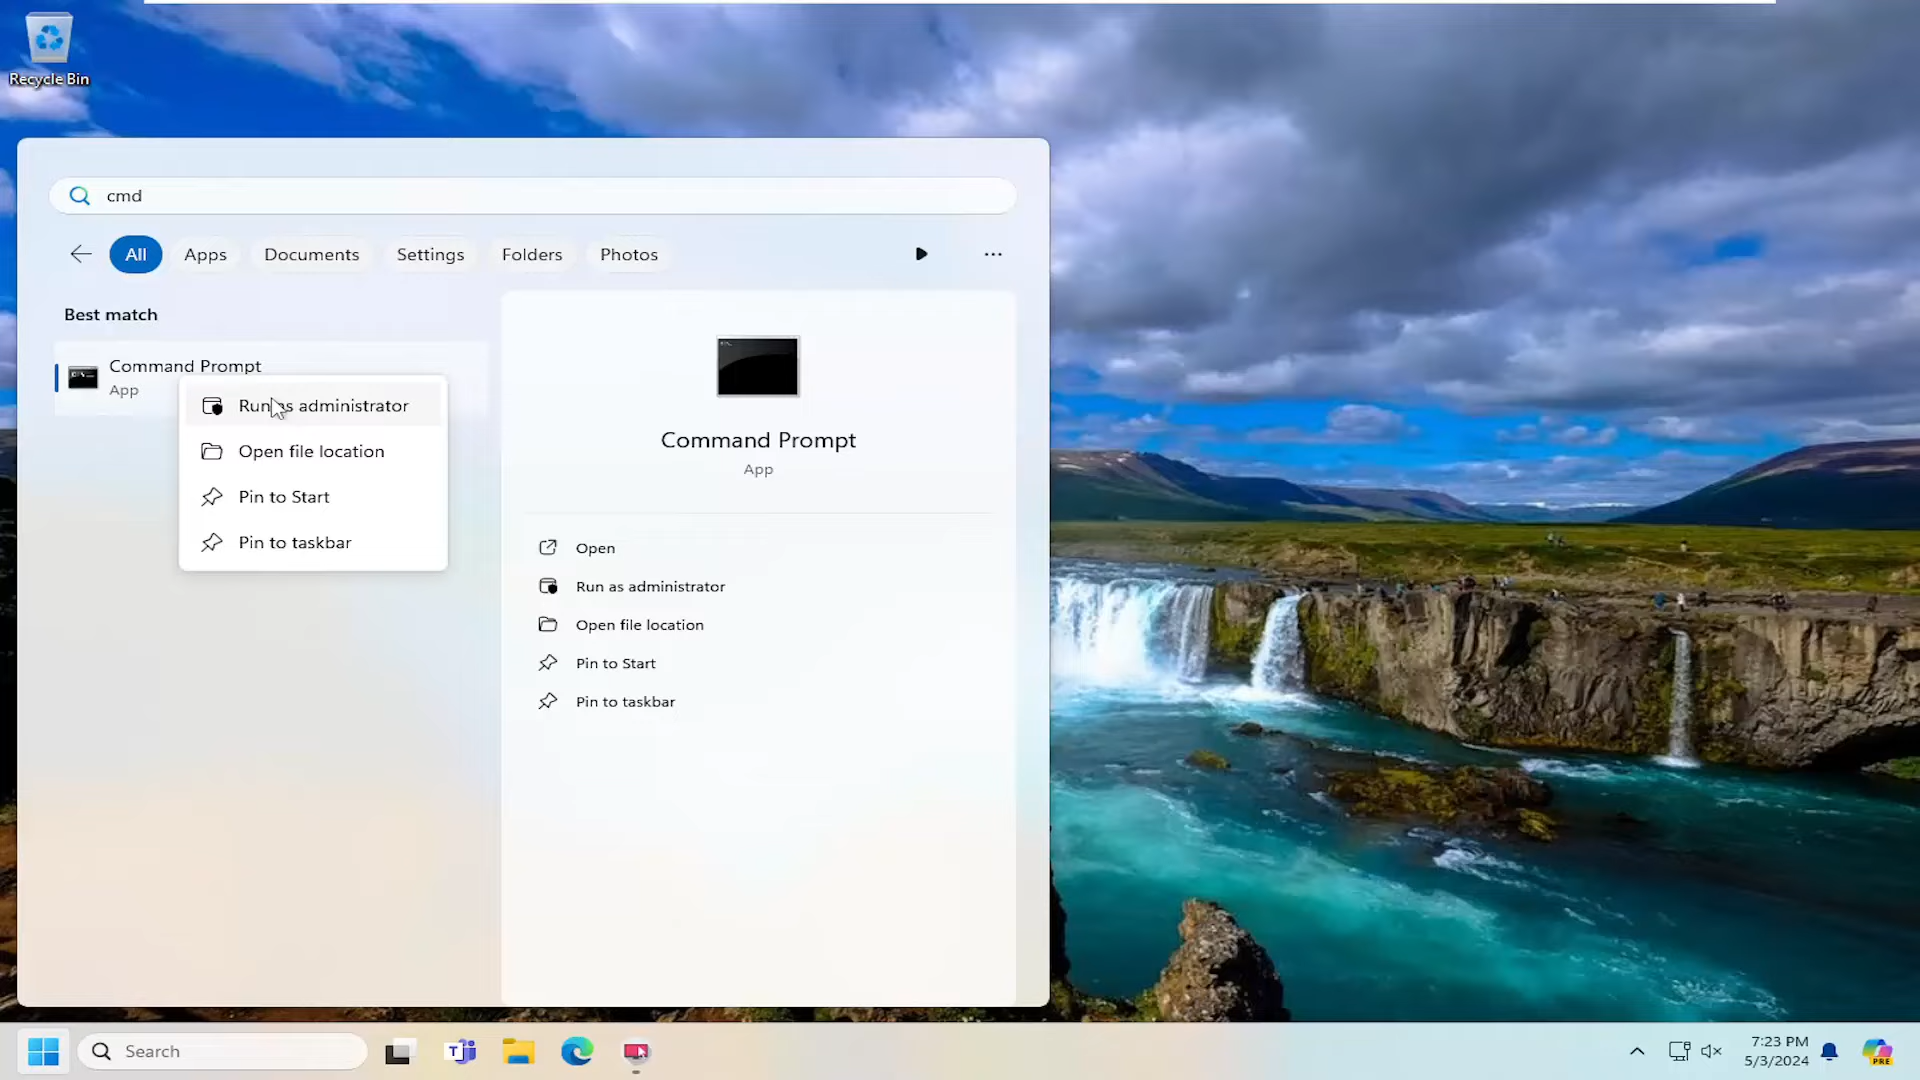 Recycle Bin
cmd
All
Apps
Documents
Settings
Folders
Photos
Best match
Command Prompt
App
Run as administrator
Open file location
Pin to Start
Pin to taskbar
Command Prompt
App
Open
Run as administrator
Open file location
Pin to Start
Pin to taskbar
Search
7:23 PM
5/3/2024
PRE